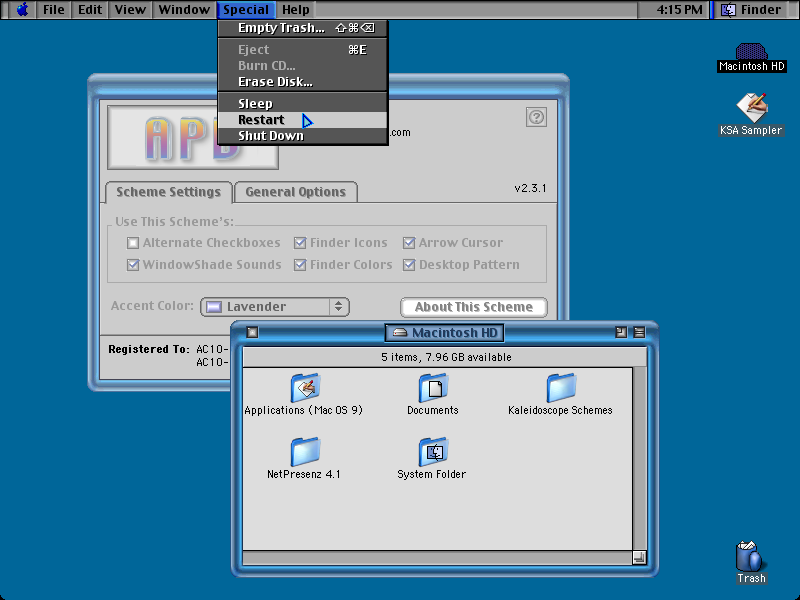 File Edit View Window Special Help 4:15 PM Finder
Empty Trash... ⇧⌘⌫
Eject ⌘E
Burn CD...
Erase Disk...
Sleep
Restart
Shut Down
Macintosh HD
KSA Sampler
.com
v2.3.1
Scheme Settings General Options
Use This Scheme's:
Alternate Checkboxes Finder Icons Arrow Cursor
WindowShade Sounds Finder Colors Desktop Pattern
Accent Color: Lavender About This Scheme
Registered To: AC10-
AC10-
Macintosh HD
5 items, 7.96 GB available
Applications (Mac OS 9) Documents Kaleidoscope Schemes
NetPresenz 4.1 System Folder
Trash